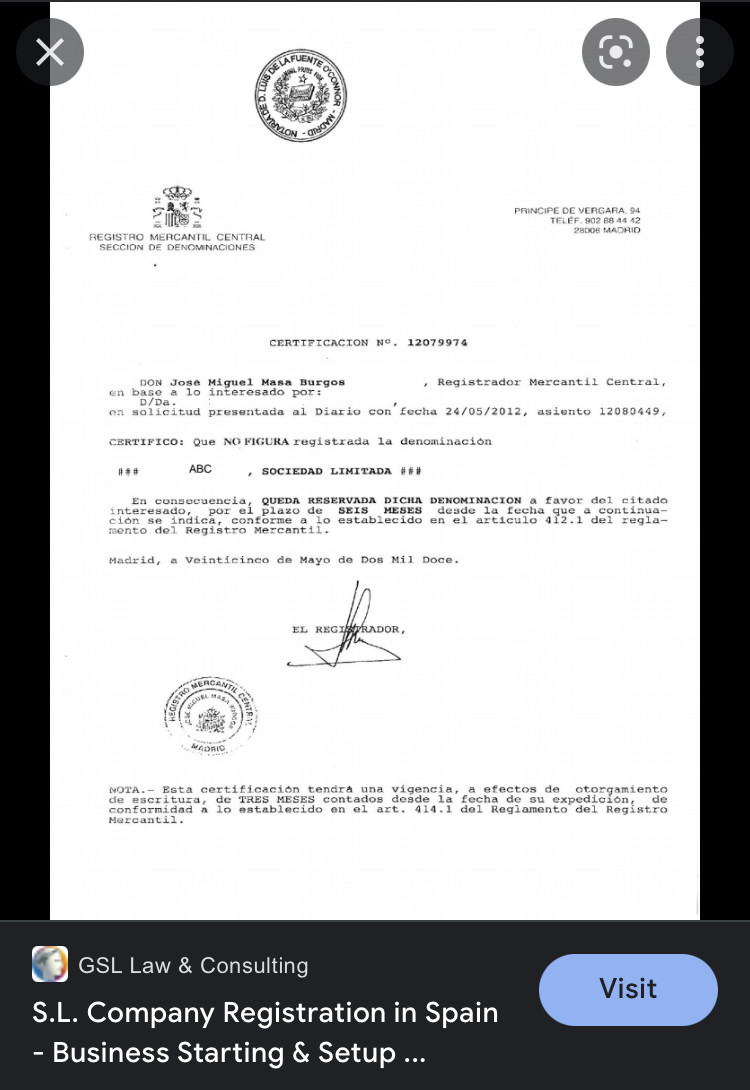 NOTARIA DE D. LUIS DE LA FUENTE O'CONNOR - MADRID
REGISTRO MERCANTIL CENTRAL
SECCION DE DENOMINACIONES
PRINCIPE DE VERGARA, 94
TELEF. 902 88 44 42
28006 MADRID
CERTIFICACION Nº. 12079974
DON José Miguel Masa Burgos , Registrador Mercantil Central,
en base a lo interesado por:
D/Da. ,
en solicitud presentada al Diario con fecha 24/05/2012, asiento 12080449,
CERTIFICO: Que NO FIGURA registrada la denominación
### ABC , SOCIEDAD LIMITADA ###
En consecuencia, QUEDA RESERVADA DICHA DENOMINACION a favor del citado
interesado, por el plazo de SEIS MESES desde la fecha que a continua-
ción se indica, conforme a lo establecido en el artículo 412.1 del regla-
mento del Registro Mercantil.
Madrid, a Veinticinco de Mayo de Dos Mil Doce.
EL REGISTRADOR,
REGISTRO MERCANTIL CENTRAL
JOSE MIGUEL MASA BURGOS
MADRID
NOTA.- Esta certificación tendrá una vigencia, a efectos de otorgamiento
de escritura, de TRES MESES contados desde la fecha de su expedición, de
conformidad a lo establecido en el art. 414.1 del Reglamento del Registro
Mercantil.
GSL Law & Consulting
S.L. Company Registration in Spain
- Business Starting & Setup ...
Visit